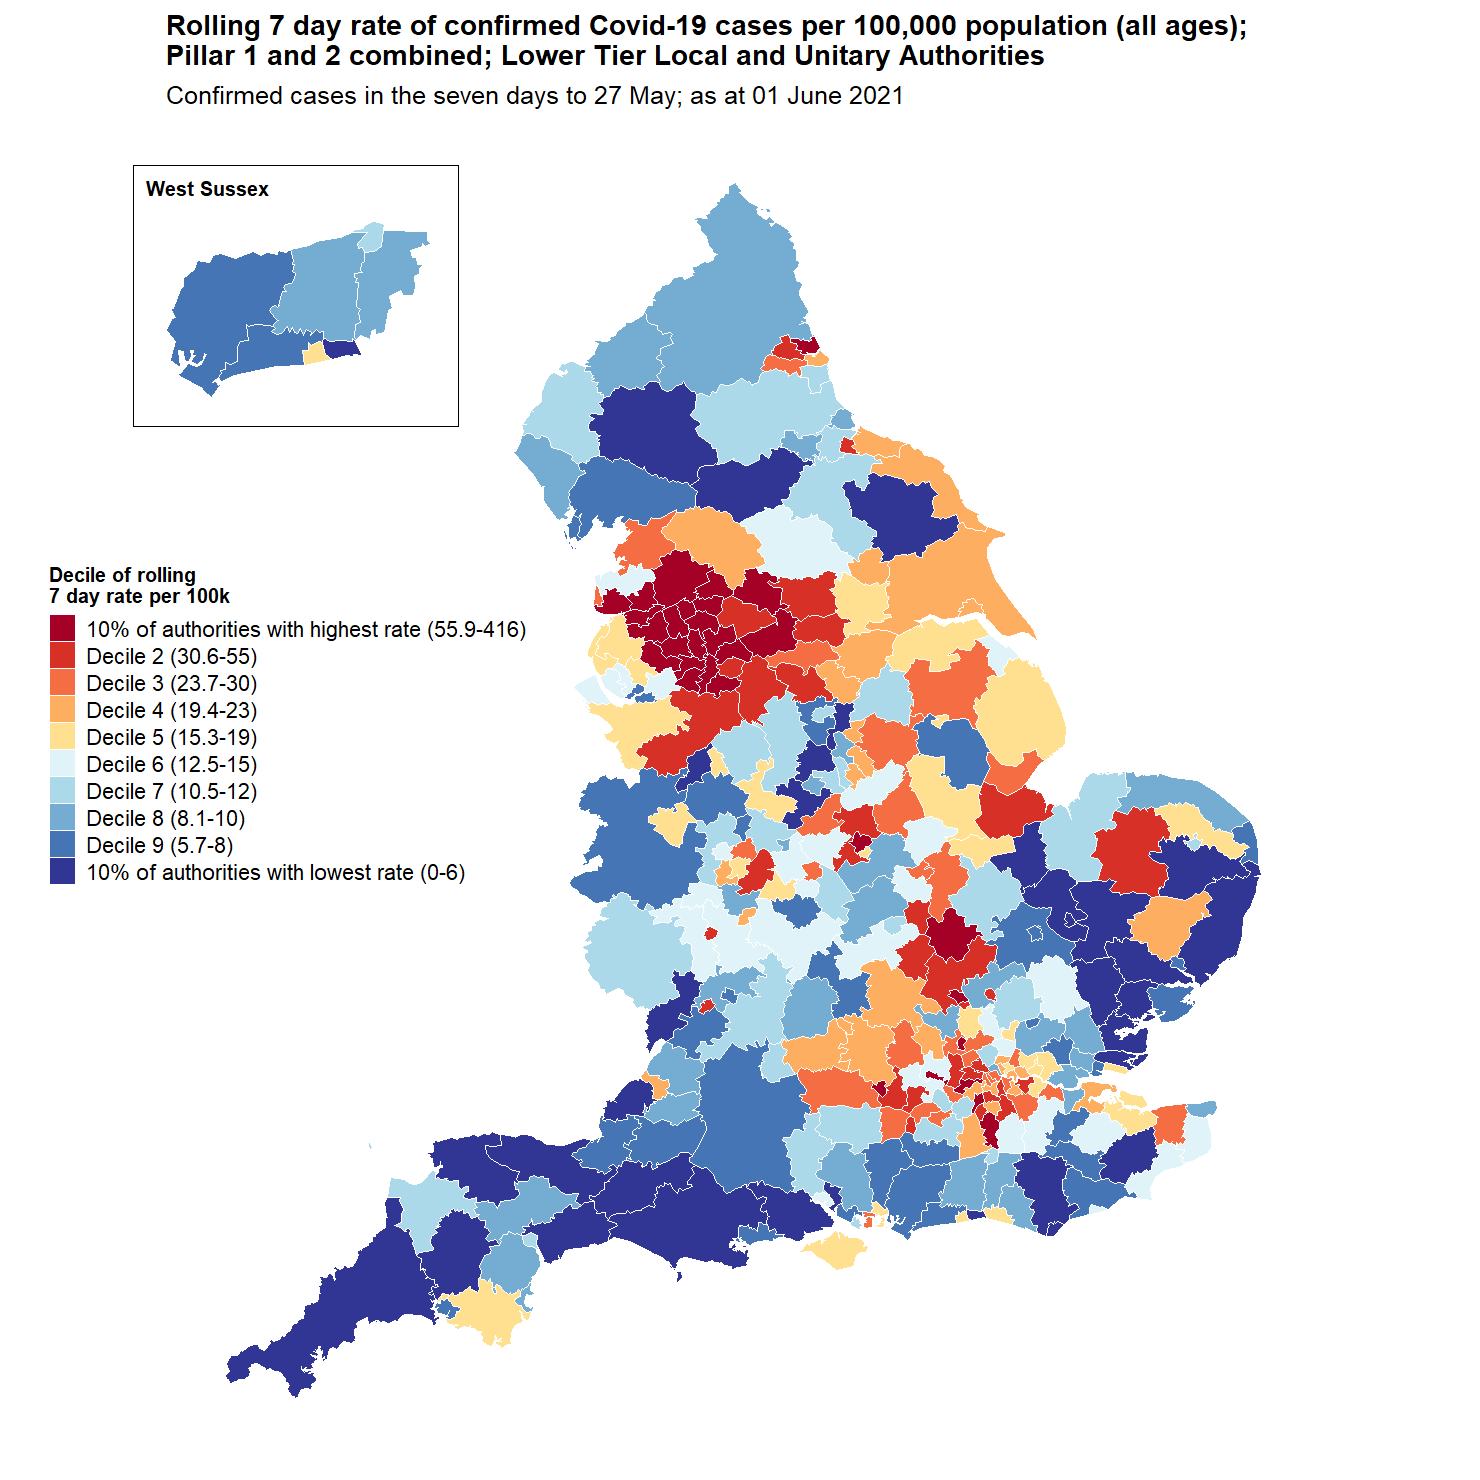 Rolling 7 day rate of confirmed Covid-19 cases per 100,000 population (all ages);
Pillar 1 and 2 combined; Lower Tier Local and Unitary Authorities
Confirmed cases in the seven days to 27 May; as at 01 June 2021
West Sussex
Decile of rolling
7 day rate per 100k
10% of authorities with highest rate (55.9-416)
Decile 2 (30.6-55)
Decile 3 (23.7-30)
Decile 4 (19.4-23)
Decile 5 (15.3-19)
Decile 6 (12.5-15)
Decile 7 (10.5-12)
Decile 8 (8.1-10)
Decile 9 (5.7-8)
10% of authorities with lowest rate (0-6)